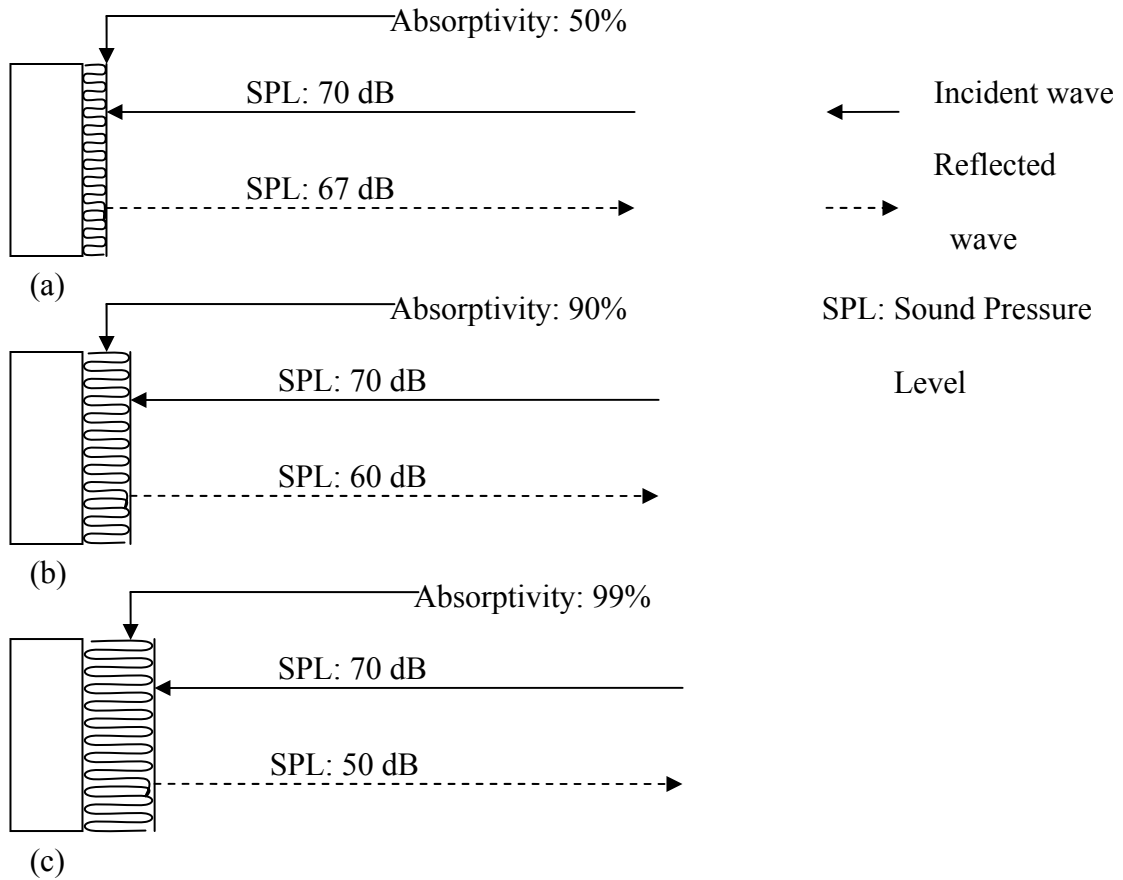 Absorptivity: 50%
SPL: 70 dB
Incident wave
Reflected
SPL: 67 dB
wave
(a)
Absorptivity: 90%
SPL: Sound Pressure
Level
SPL: 70 dB
SPL: 60 dB
(b)
Absorptivity: 99%
SPL: 70 dB
SPL: 50 dB
(c)